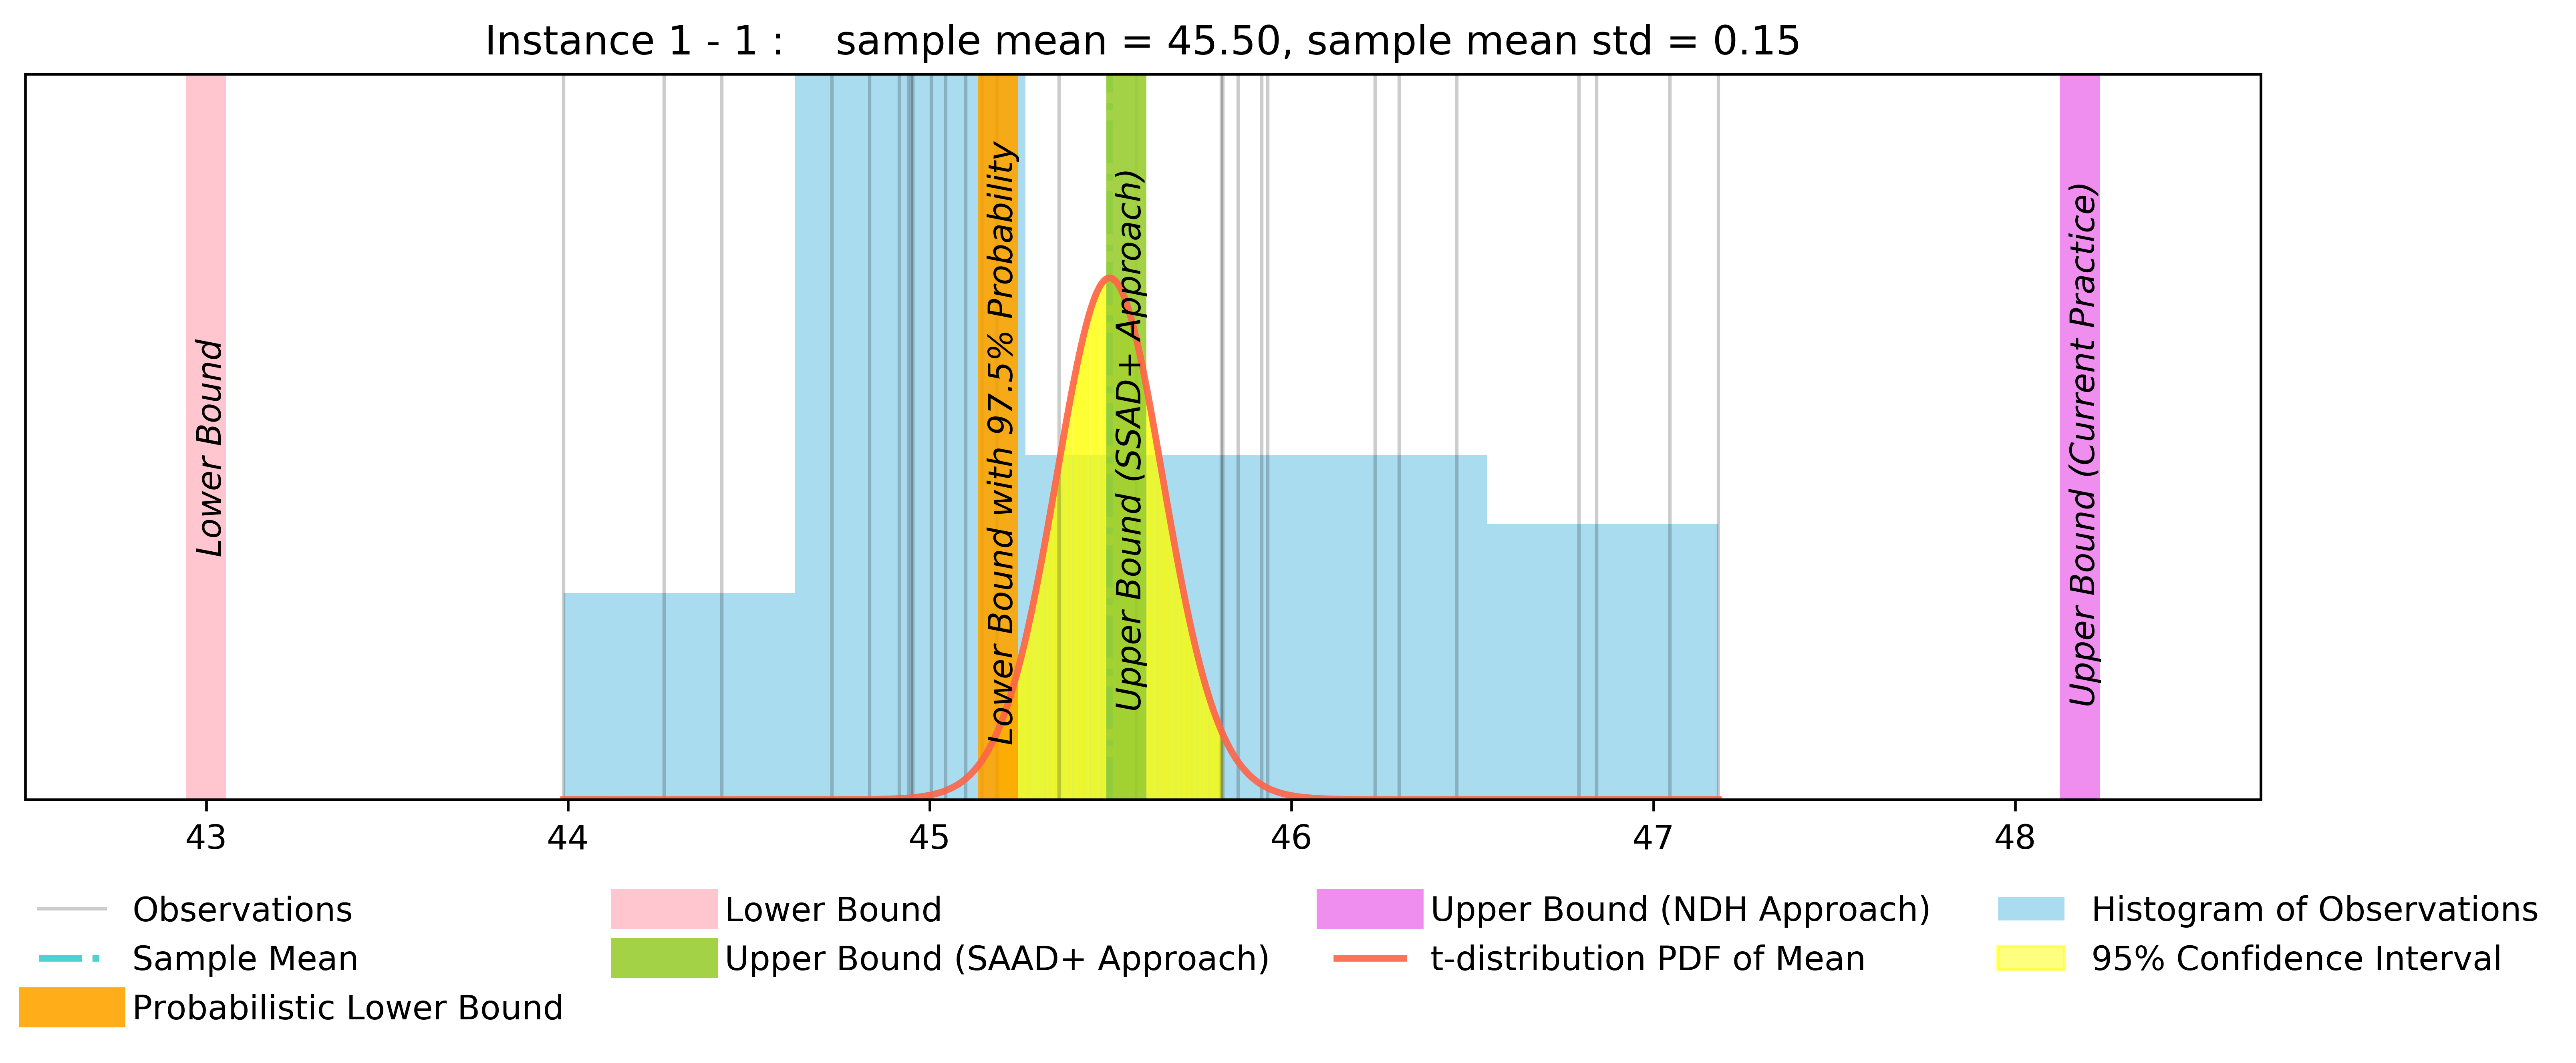 Instance 1 - 1 :    sample mean = 45.50, sample mean std = 0.15
Lower Bound
Lower Bound with 97.5% Probability
Upper Bound (SSAD+ Approach)
Upper Bound (Current Practice)
43 44 45 46 47 48
Observations
Sample Mean
Probabilistic Lower Bound
Lower Bound
Upper Bound (SAAD+ Approach)
Upper Bound (NDH Approach)
t-distribution PDF of Mean
Histogram of Observations
95% Confidence Interval